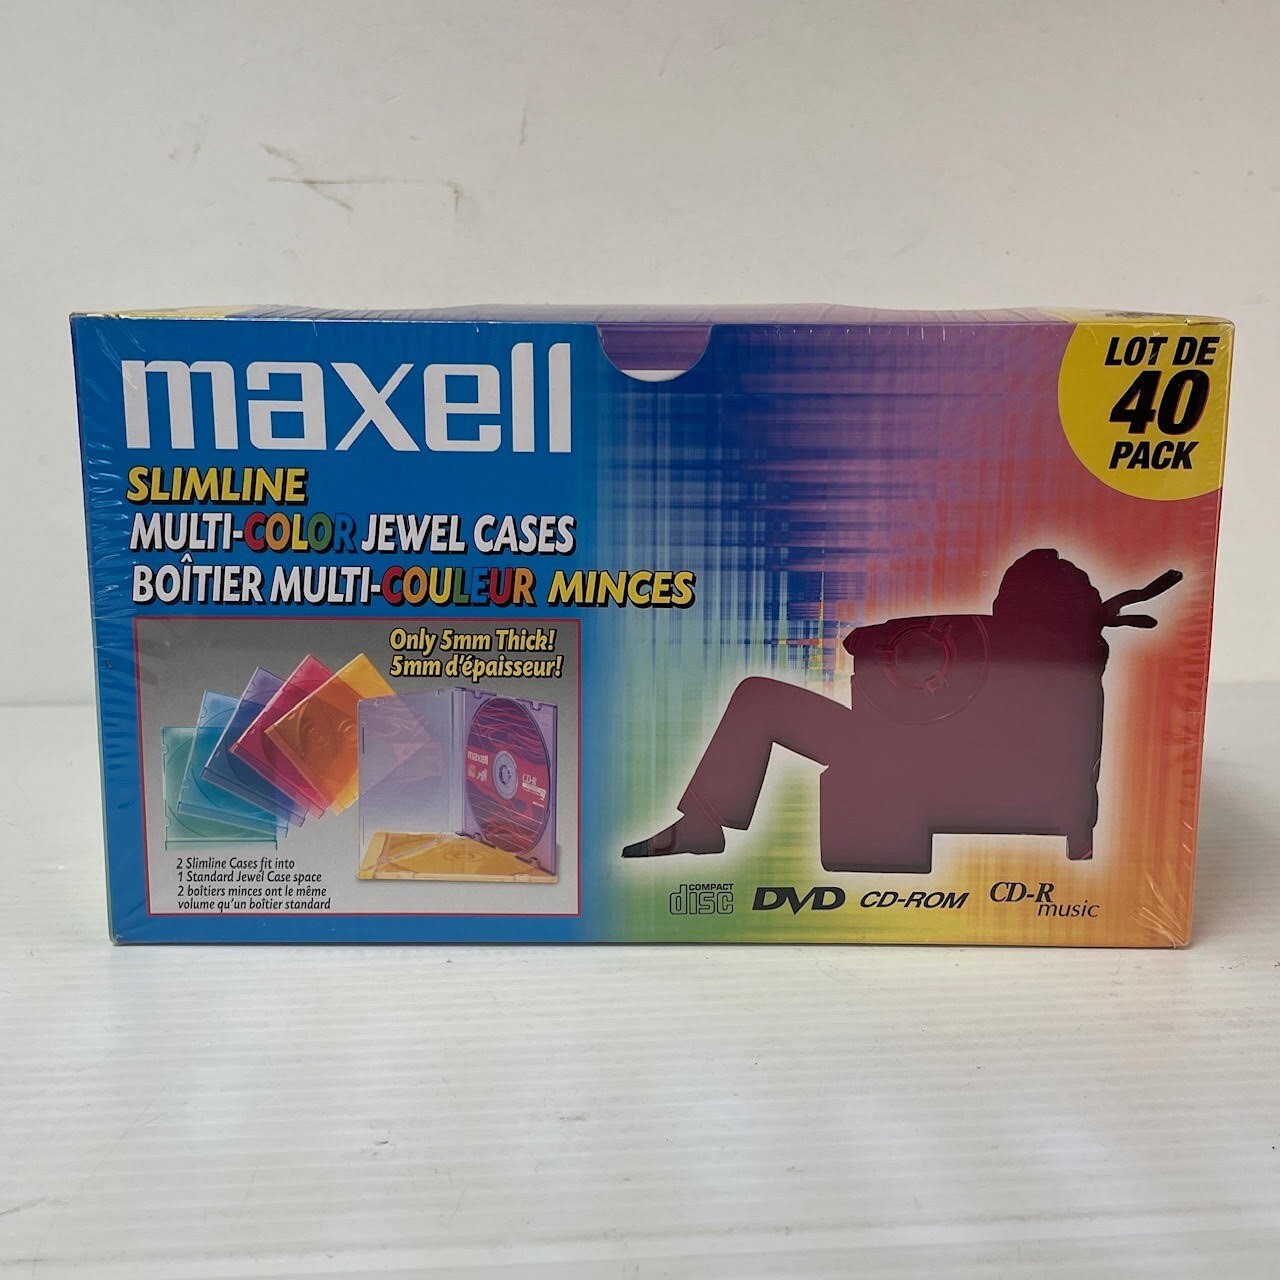 maxell
SLIMLINE
MULTI-COLOR JEWEL CASES
BOÎTIER MULTI-COULEUR MINCES
LOT DE
40
PACK
Only 5mm Thick!
5mm d'épaisseur!
maxell
CD-R
2 Slimline Cases fit into
1 Standard Jewel Case space
2 boîtiers minces ont le même
volume qu'un boîtier standard
COMPACT
disc
DVD
CD-ROM
CD-R
music